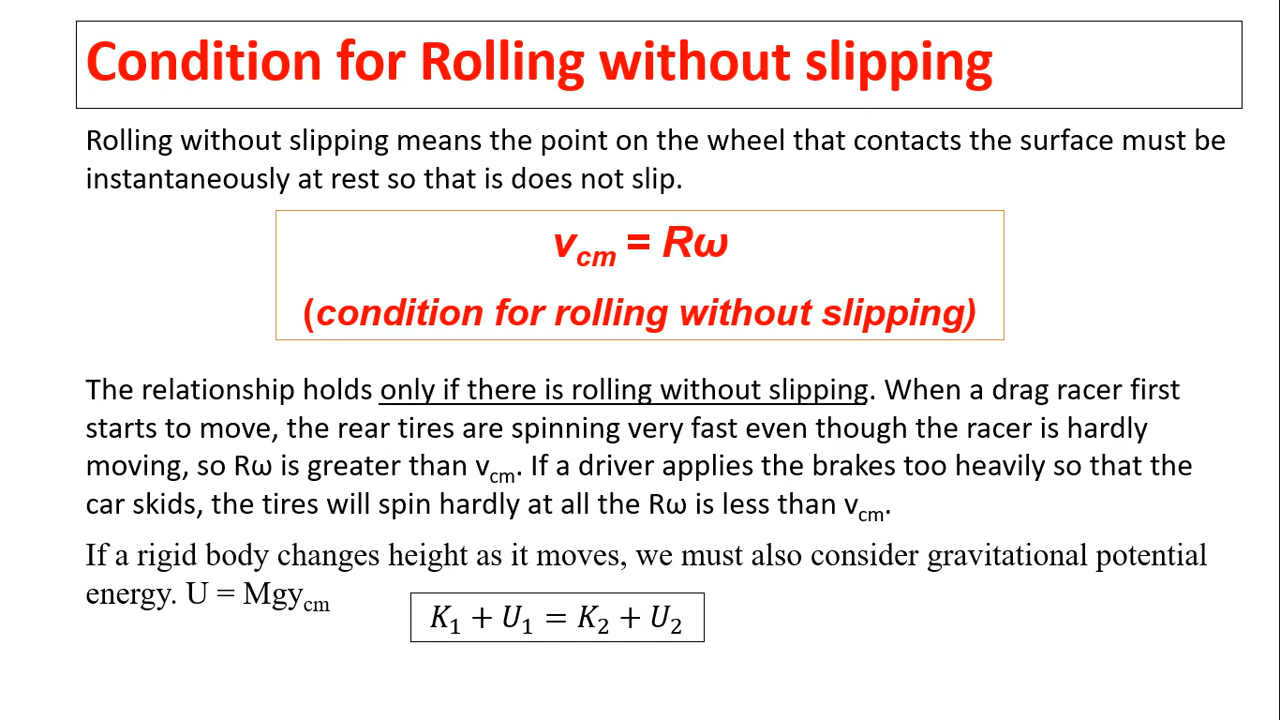 Condition for Rolling without slipping
Rolling without slipping means the point on the wheel that contacts the surface must be
instantaneously at rest so that is does not slip.
v_cm = Rω
(condition for rolling without slipping)
The relationship holds only if there is rolling without slipping. When a drag racer first
starts to move, the rear tires are spinning very fast even though the racer is hardly
moving, so Rω is greater than v_cm. If a driver applies the brakes too heavily so that the
car skids, the tires will spin hardly at all the Rω is less than v_cm.
If a rigid body changes height as it moves, we must also consider gravitational potential
energy. U = Mgy_cm
K₁ + U₁ = K₂ + U₂